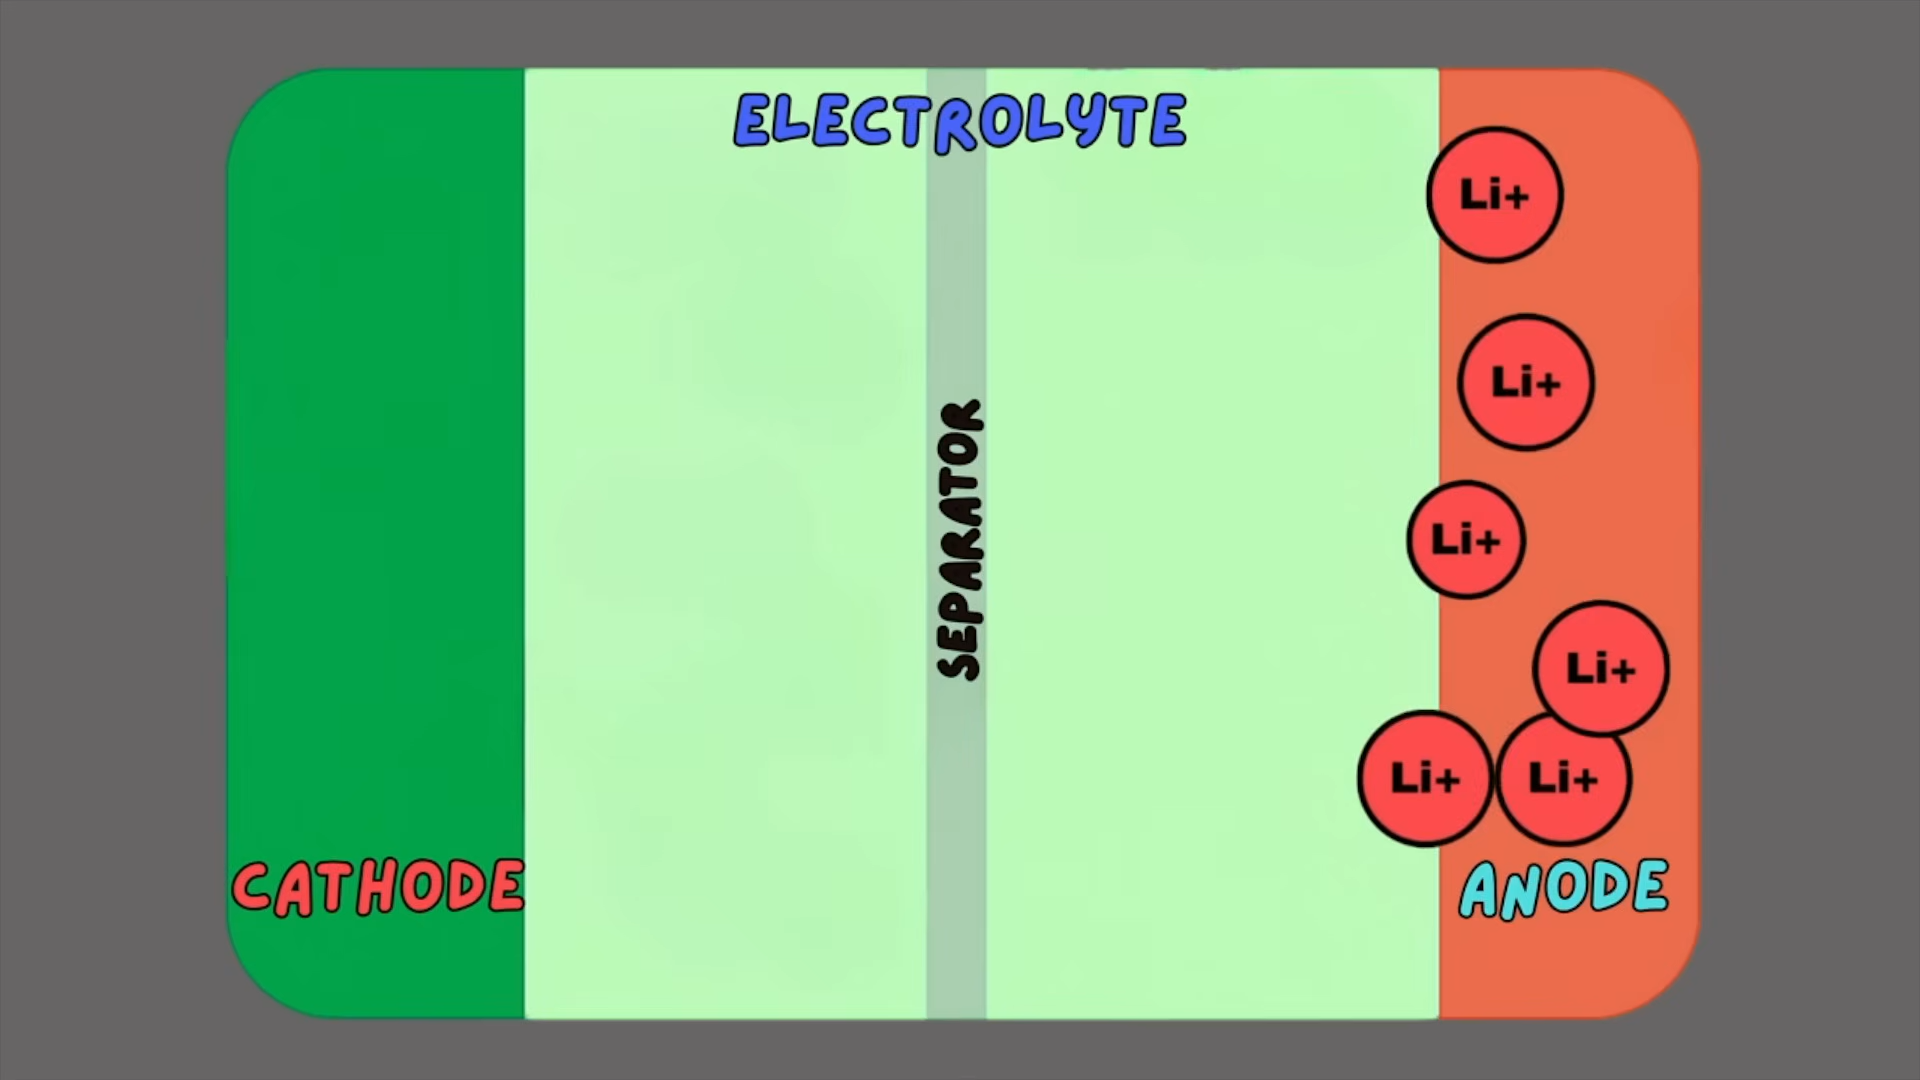 ELECTROLYTE
Li+
Li+
SEPARATOR
Li+
Li+
Li+
Li+
CATHODE
ANODE